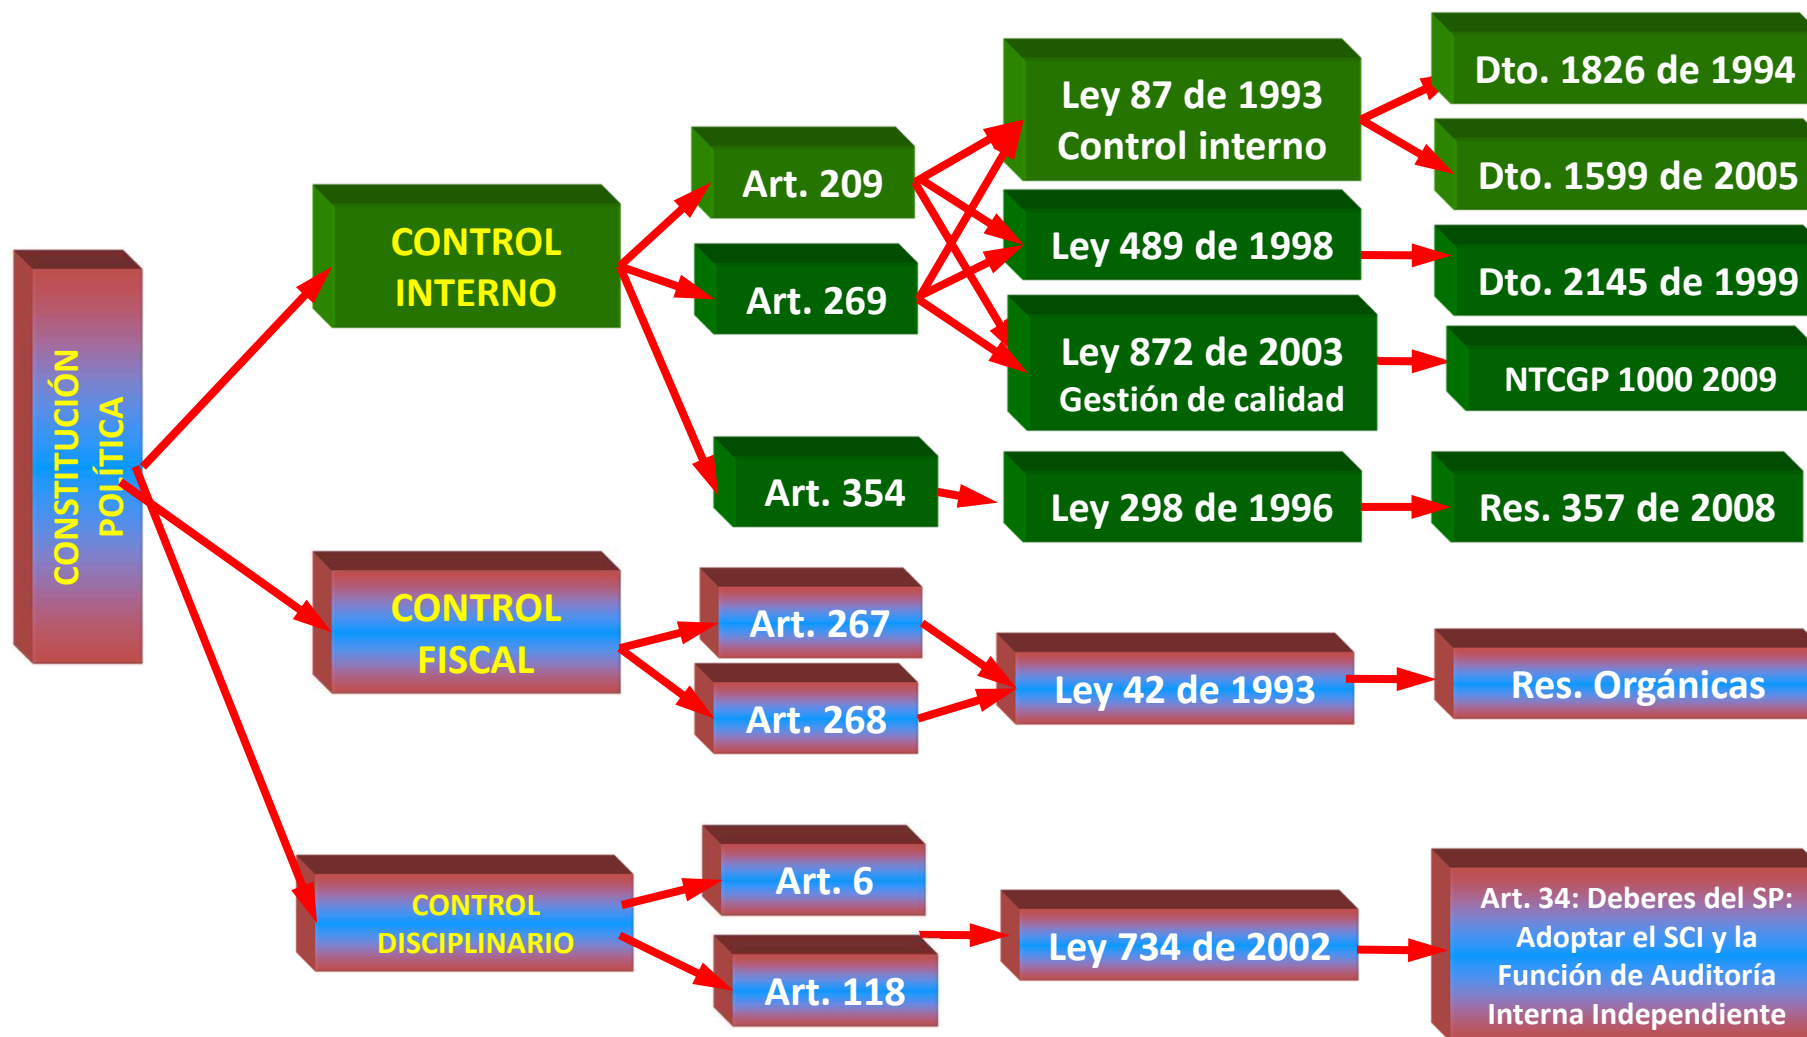 CONSTITUCIÓN
POLÍTICA
CONTROL
INTERNO
Art. 209
Art. 269
Art. 354
Ley 87 de 1993
Control interno
Ley 489 de 1998
Ley 872 de 2003
Gestión de calidad
Ley 298 de 1996
Dto. 1826 de 1994
Dto. 1599 de 2005
Dto. 2145 de 1999
NTCGP 1000 2009
Res. 357 de 2008
CONTROL
FISCAL
Art. 267
Art. 268
Ley 42 de 1993
Res. Orgánicas
CONTROL
DISCIPLINARIO
Art. 6
Art. 118
Ley 734 de 2002
Art. 34: Deberes del SP:
Adoptar el SCI y la
Función de Auditoría
Interna Independiente